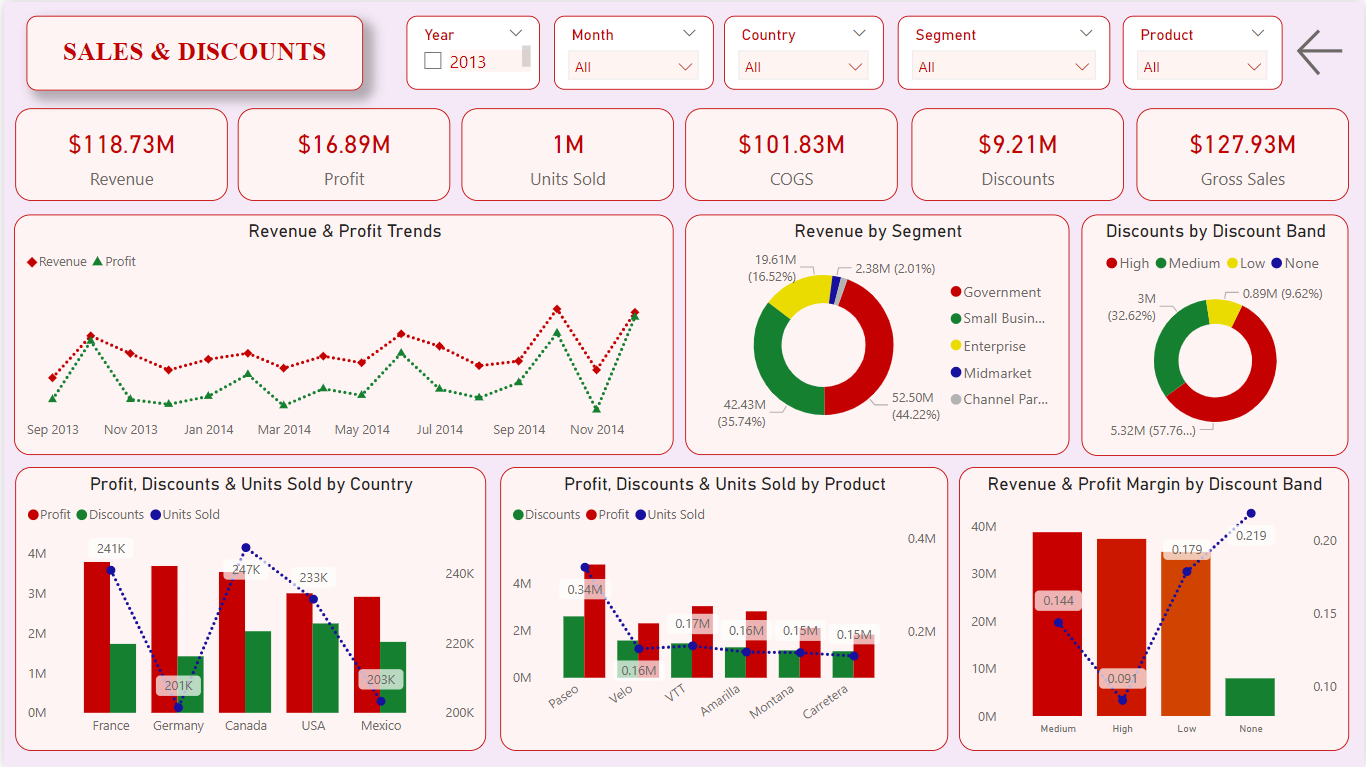 SALES & DISCOUNTS
Year
2013
Month
All
Country
All
Segment
All
Product
All
$118.73M
Revenue
$16.89M
Profit
1M
Units Sold
$101.83M
COGS
$9.21M
Discounts
$127.93M
Gross Sales
Revenue & Profit Trends
Revenue Profit
Sep 2013 Nov 2013 Jan 2014 Mar 2014 May 2014 Jul 2014 Sep 2014 Nov 2014
Revenue by Segment
19.61M
(16.52%)
2.38M (2.01%)
42.43M
(35.74%)
52.50M
(44.22%)
Government
Small Busin...
Enterprise
Midmarket
Channel Par...
Discounts by Discount Band
High Medium Low None
3M
(32.62%)
0.89M (9.62%)
5.32M (57.76...)
Profit, Discounts & Units Sold by Country
Profit Discounts Units Sold
4M
3M
2M
1M
0M
241K
201K
247K
233K
203K
240K
220K
200K
France Germany Canada USA Mexico
Profit, Discounts & Units Sold by Product
Discounts Profit Units Sold
4M
2M
0M
0.34M
0.16M
0.17M
0.16M
0.15M
0.15M
0.4M
0.2M
Paseo Velo VTT Amarilla Montana Carretera
Revenue & Profit Margin by Discount Band
40M
30M
20M
10M
0M
0.144
0.091
0.179
0.219
0.20
0.15
0.10
Medium High Low None